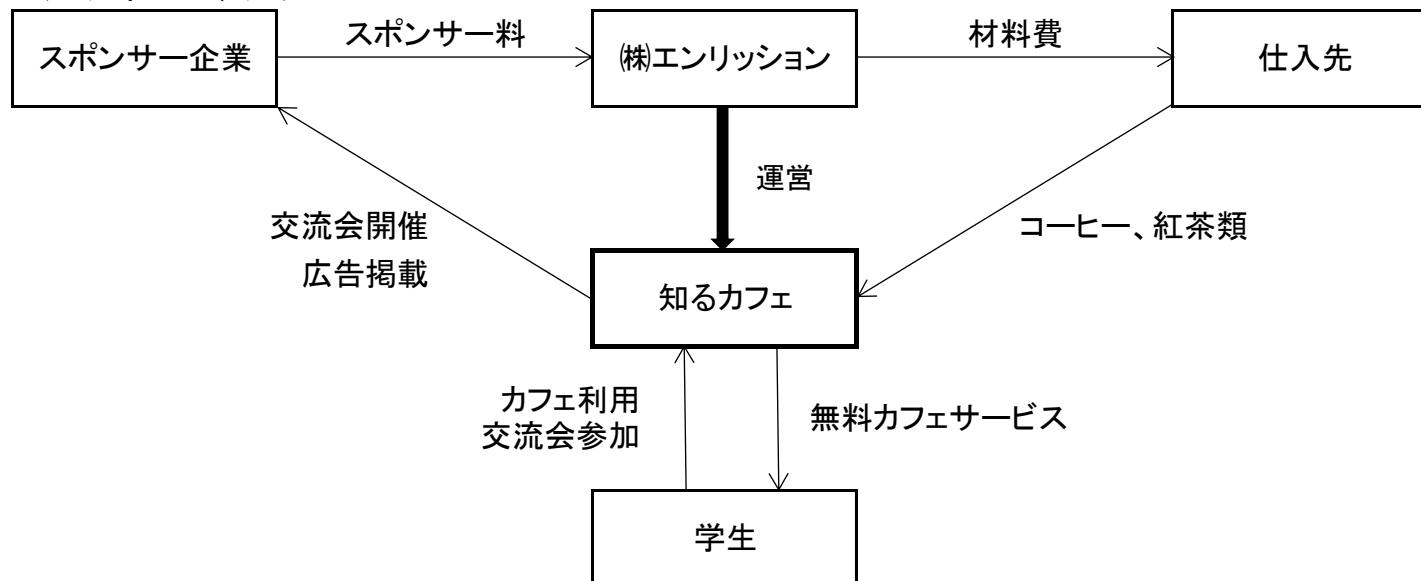 スポンサー料
材料費
スポンサー企業
㈱エンリッション
仕入先
運営
交流会開催
広告掲載
コーヒー、紅茶類
知るカフェ
カフェ利用
交流会参加
無料カフェサービス
学生